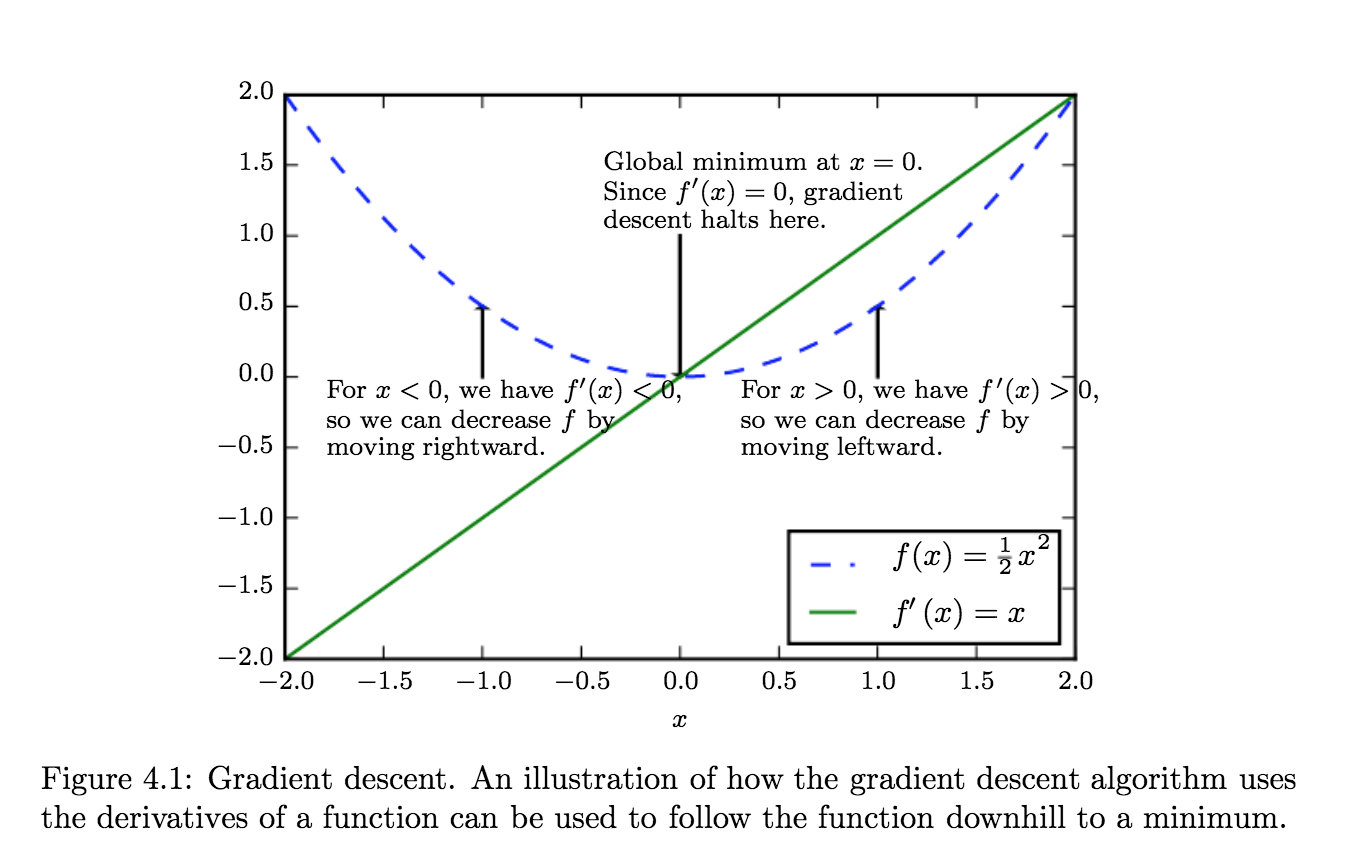 2.0
1.5
1.0
0.5
0.0
−0.5
−1.0
−1.5
−2.0
Global minimum at x = 0.
Since f′(x) = 0, gradient
descent halts here.
For x < 0, we have f′(x) < 0,
so we can decrease f by
moving rightward.
For x > 0, we have f′(x) > 0,
so we can decrease f by
moving leftward.
f(x) = ½x²
f′ (x) = x
−2.0 −1.5 −1.0 −0.5 0.0 0.5 1.0 1.5 2.0
x
Figure 4.1: Gradient descent. An illustration of how the gradient descent algorithm uses
the derivatives of a function can be used to follow the function downhill to a minimum.